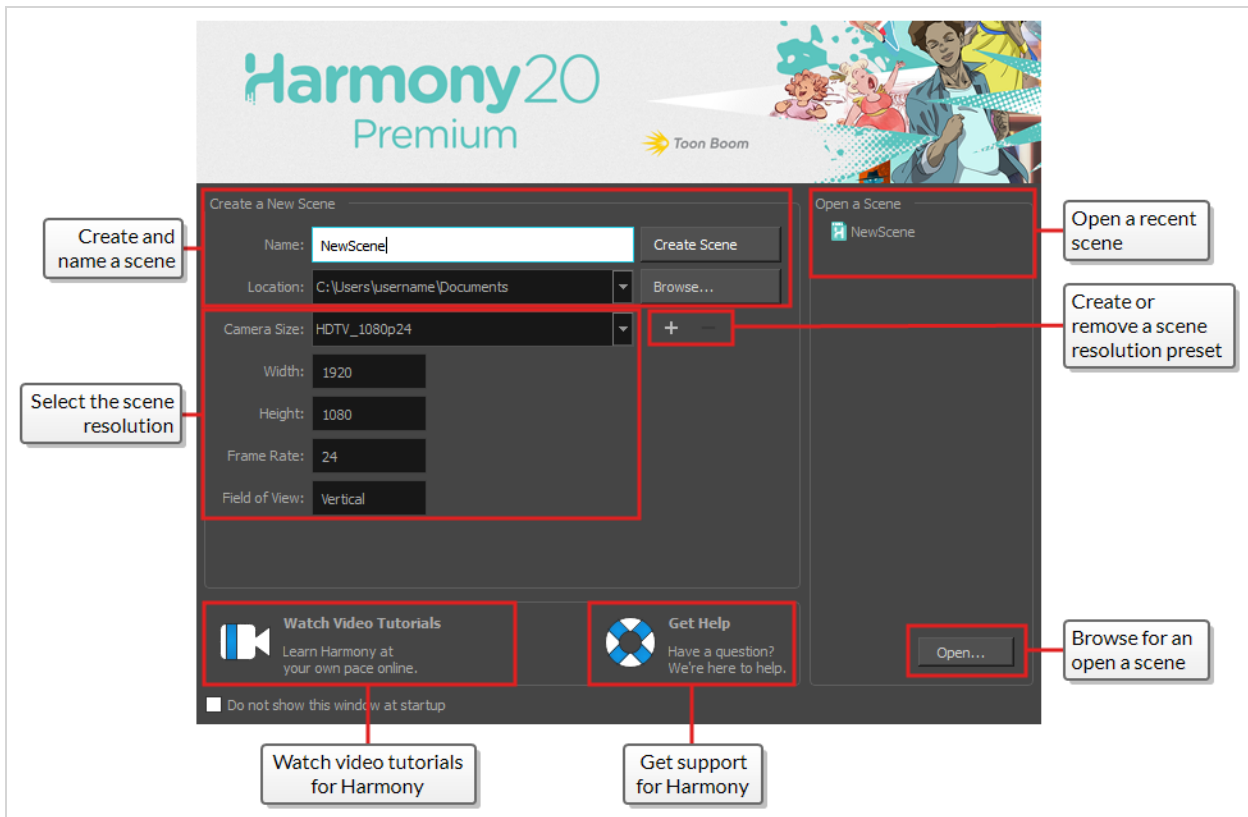 Harmony 20
Premium
Toon Boom
Create a New Scene
Name:
NewScene
Create Scene
Location:
C:\Users\username\Documents
Browse...
Camera Size:
HDTV_1080p24
+ −
Width:
1920
Height:
1080
Frame Rate:
24
Field of View:
Vertical
Open a Scene
NewScene
Watch Video Tutorials
Learn Harmony at
your own pace online.
Get Help
Have a question?
We're here to help.
Open...
Do not show this window at startup
Create and
name a scene
Select the scene
resolution
Open a recent
scene
Create or
remove a scene
resolution preset
Browse for an
open a scene
Watch video tutorials
for Harmony
Get support
for Harmony